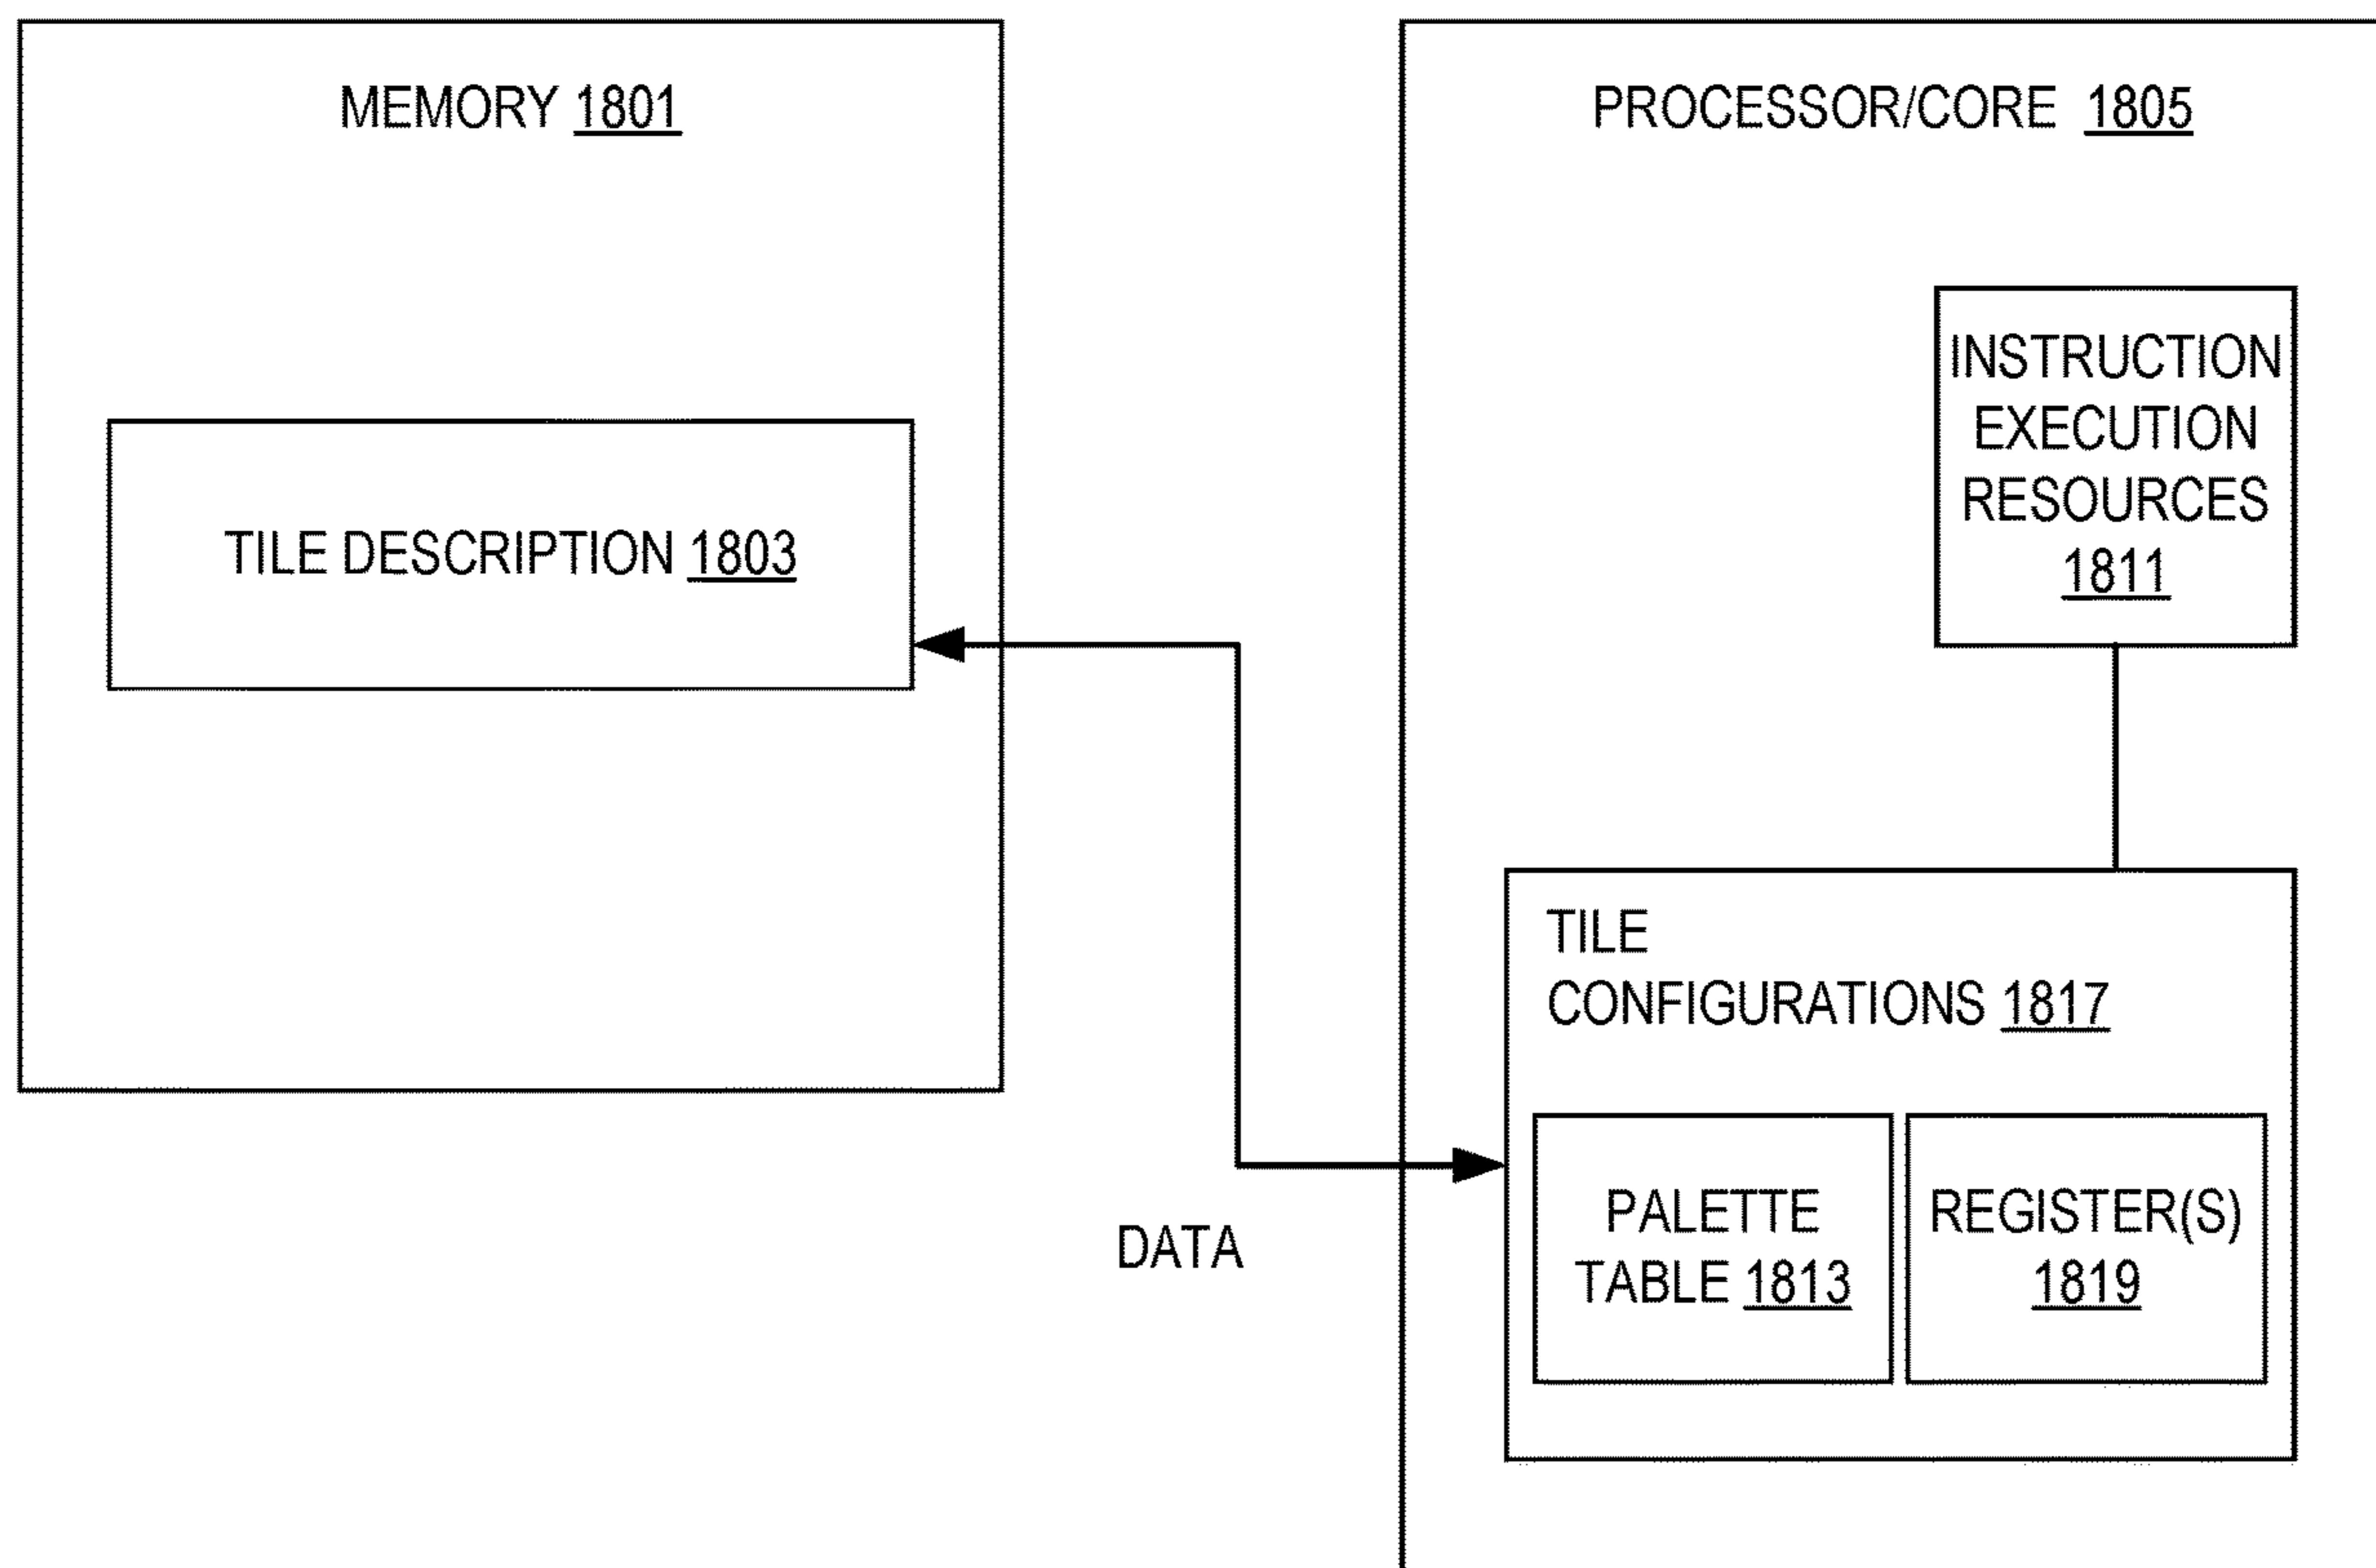 MEMORY 1801
PROCESSOR/CORE 1805
INSTRUCTION
EXECUTION
RESOURCES
1811
TILE DESCRIPTION 1803
TILE
CONFIGURATIONS 1817
PALETTE
TABLE 1813
REGISTER(S)
1819
DATA